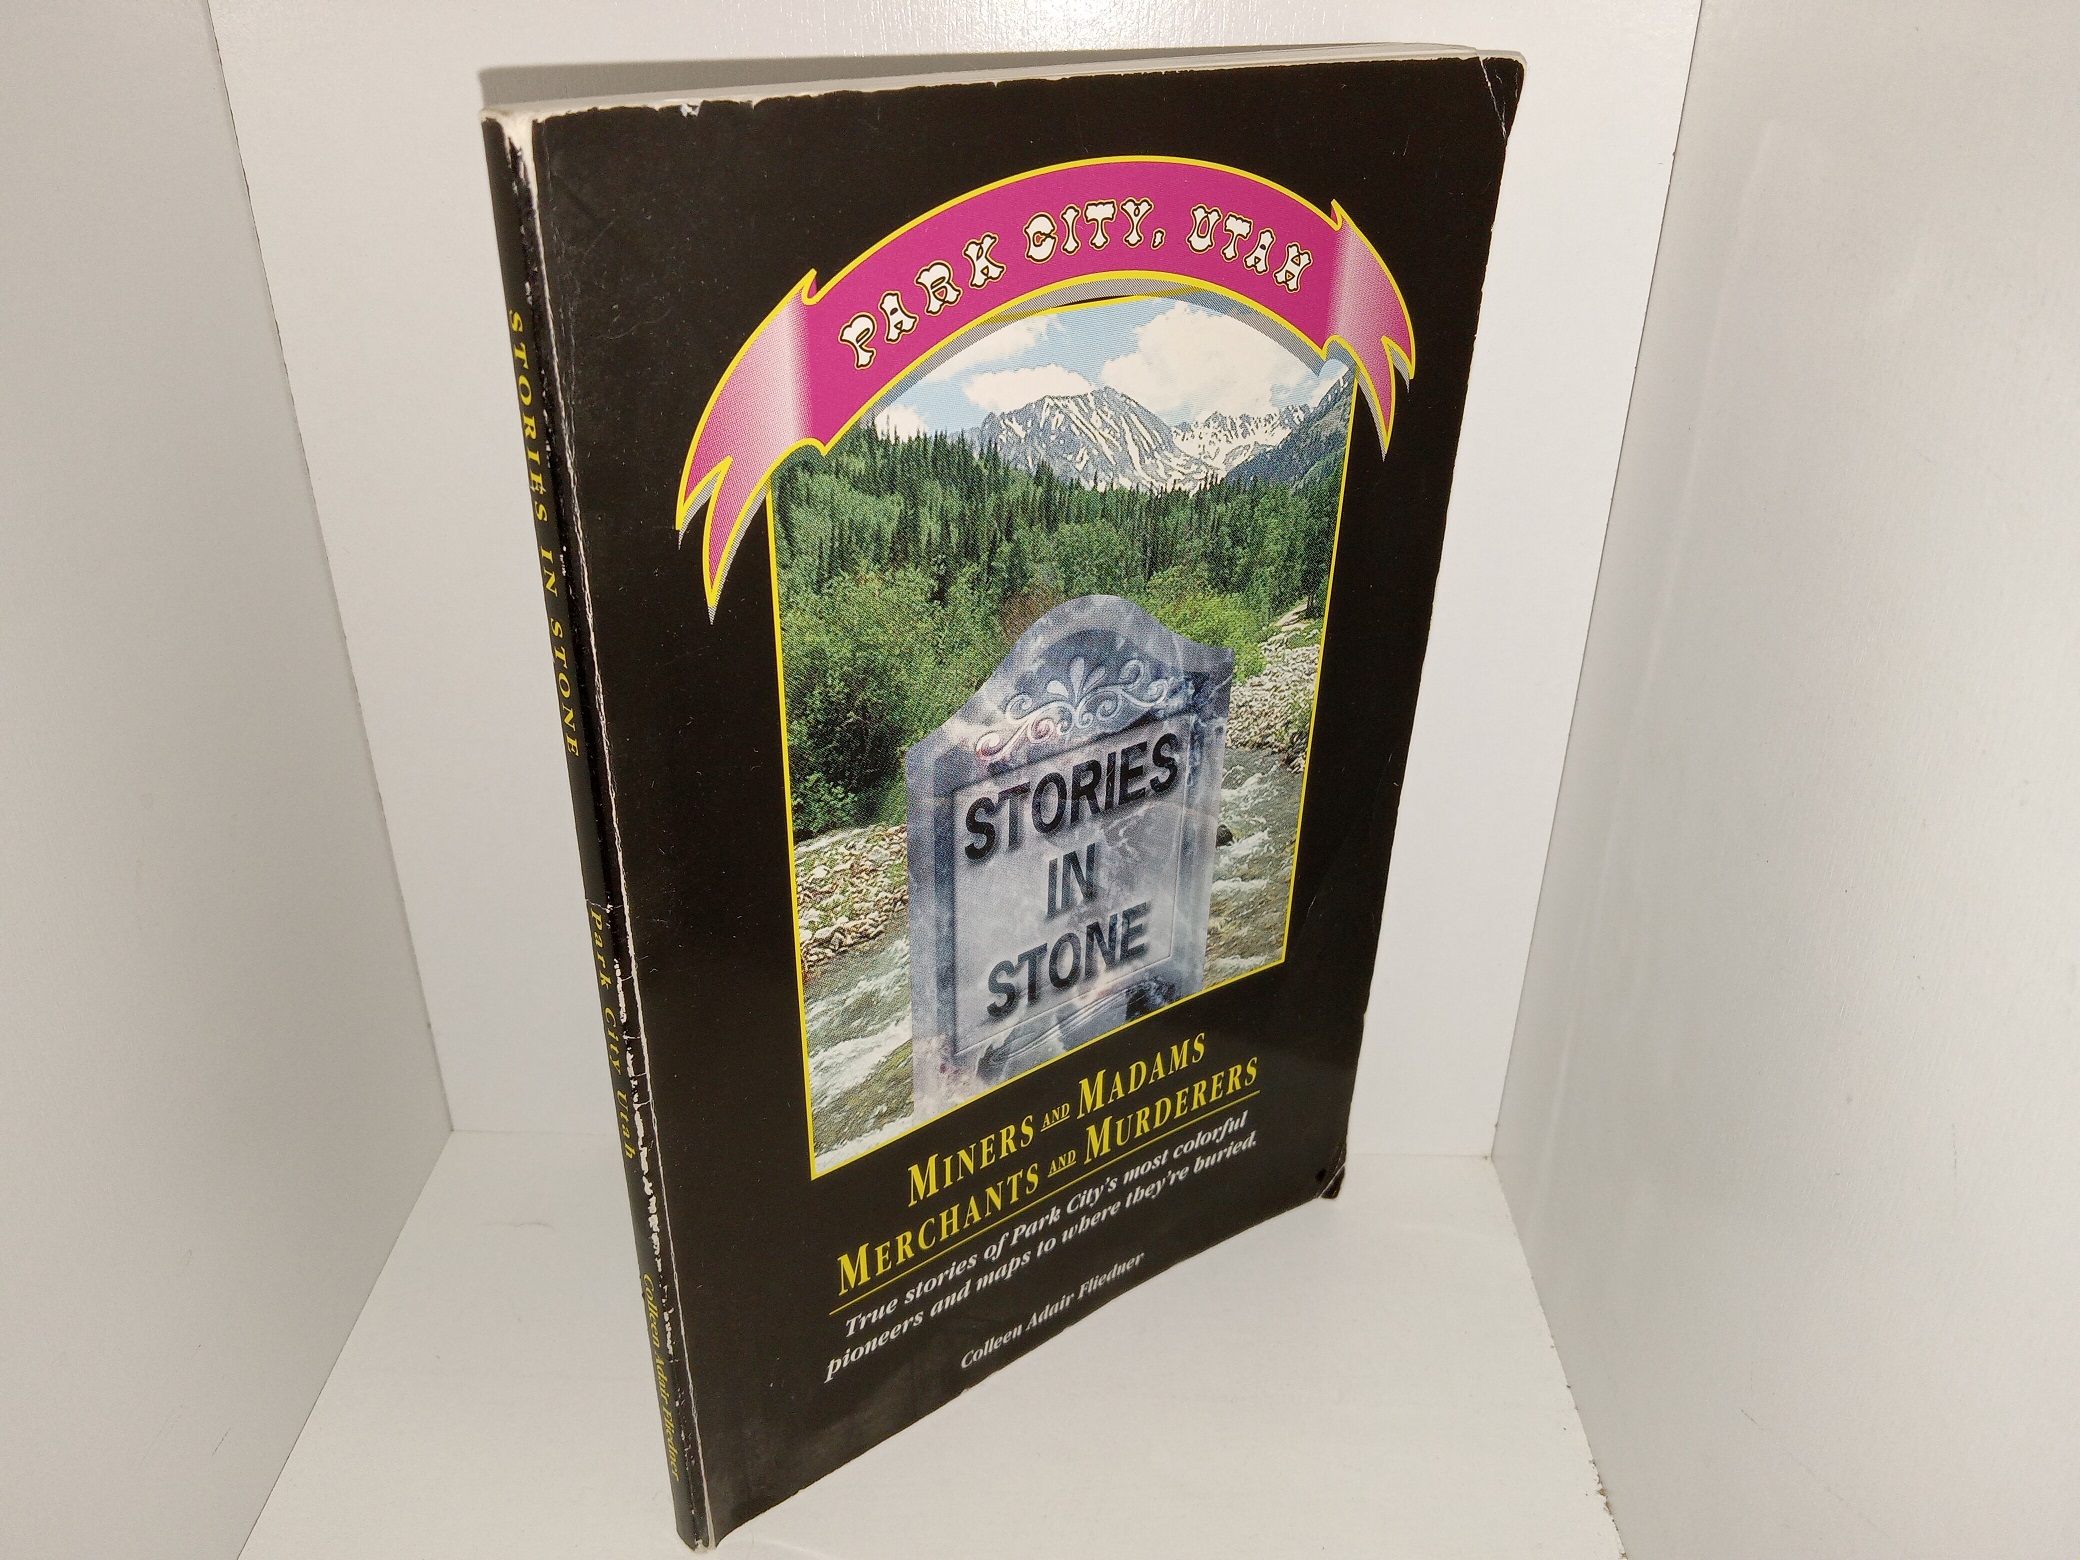 PARK CITY, UTAH
STORIES
IN
STONE
MINERS AND MADAMS
MERCHANTS AND MURDERERS
True stories of Park City's most colorful
pioneers and maps to where they're buried.
Colleen Adair Fliedner
STORIES IN STONE Park City Utah Colleen Adair Fliedner